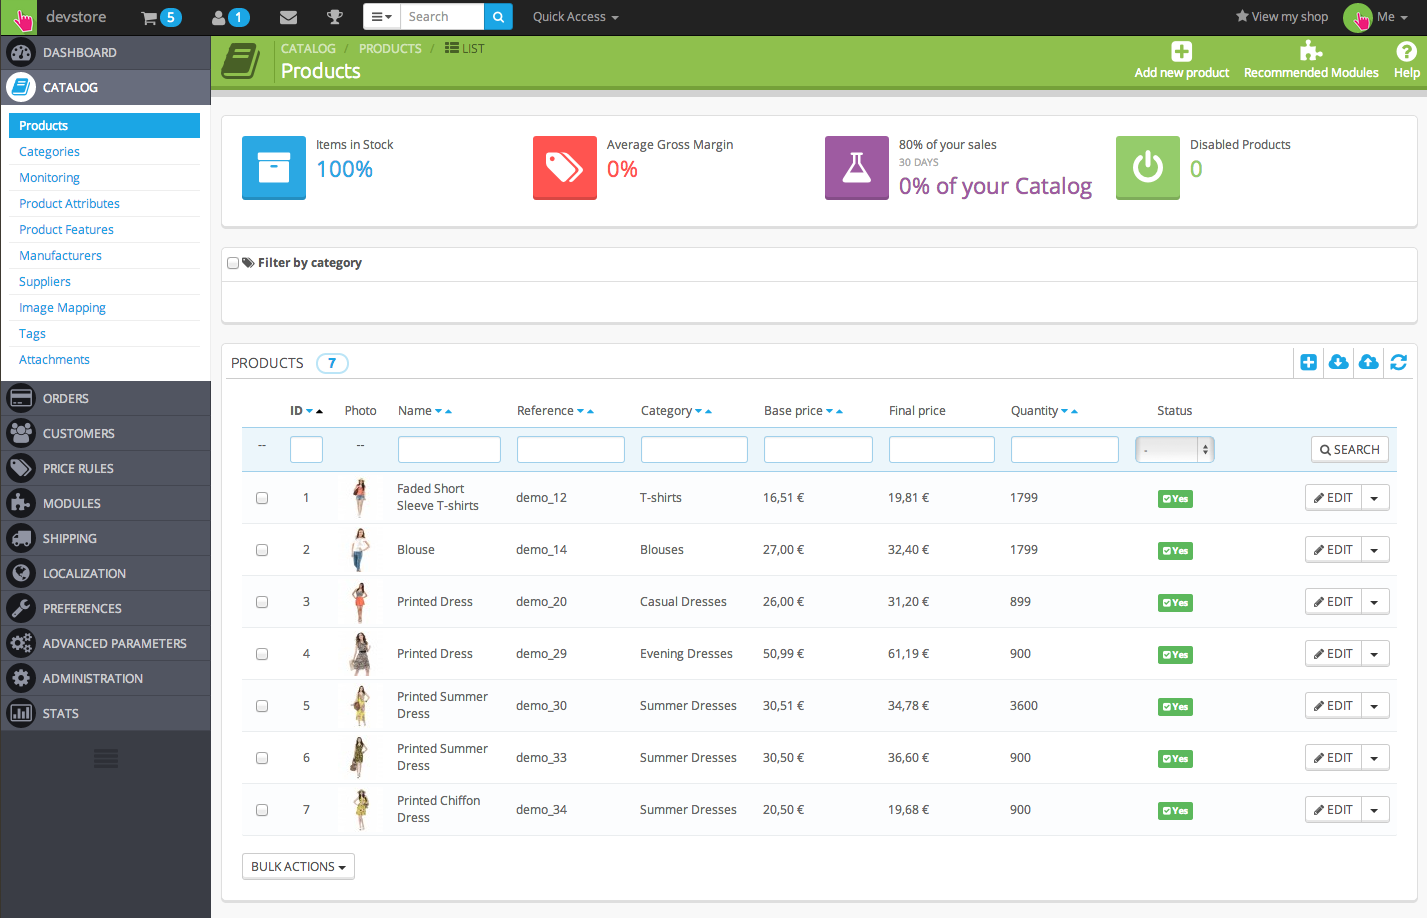 devstore 5 1 Search Quick Access View my shop Me
DASHBOARD
CATALOG
Products
Categories
Monitoring
Product Attributes
Product Features
Manufacturers
Suppliers
Image Mapping
Tags
Attachments
ORDERS
CUSTOMERS
PRICE RULES
MODULES
SHIPPING
LOCALIZATION
PREFERENCES
ADVANCED PARAMETERS
ADMINISTRATION
STATS
CATALOG / PRODUCTS / LIST
Products
Add new product Recommended Modules Help
Items in Stock
100%
Average Gross Margin
0%
80% of your sales
30 DAYS
0% of your Catalog
Disabled Products
0
Filter by category
PRODUCTS 7
ID Photo Name Reference Category Base price Final price Quantity Status
-- -- - SEARCH
1 Faded Short Sleeve T-shirts demo_12 T-shirts 16,51 € 19,81 € 1799 Yes EDIT
2 Blouse demo_14 Blouses 27,00 € 32,40 € 1799 Yes EDIT
3 Printed Dress demo_20 Casual Dresses 26,00 € 31,20 € 899 Yes EDIT
4 Printed Dress demo_29 Evening Dresses 50,99 € 61,19 € 900 Yes EDIT
5 Printed Summer Dress demo_30 Summer Dresses 30,51 € 34,78 € 3600 Yes EDIT
6 Printed Summer Dress demo_33 Summer Dresses 30,50 € 36,60 € 900 Yes EDIT
7 Printed Chiffon Dress demo_34 Summer Dresses 20,50 € 19,68 € 900 Yes EDIT
BULK ACTIONS